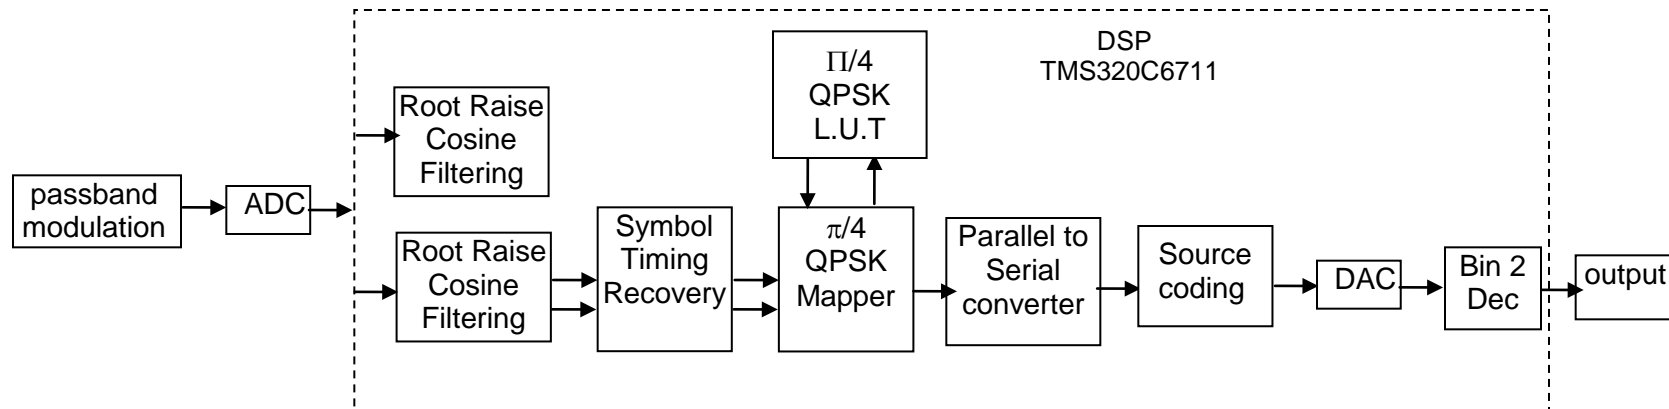 DSP
TMS320C6711
Π/4
QPSK
L.U.T
Root Raise
Cosine
Filtering
passband
modulation
ADC
Root Raise
Cosine
Filtering
Symbol
Timing
Recovery
π/4
QPSK
Mapper
Parallel to
Serial
converter
Source
coding
DAC
Bin 2
Dec
output